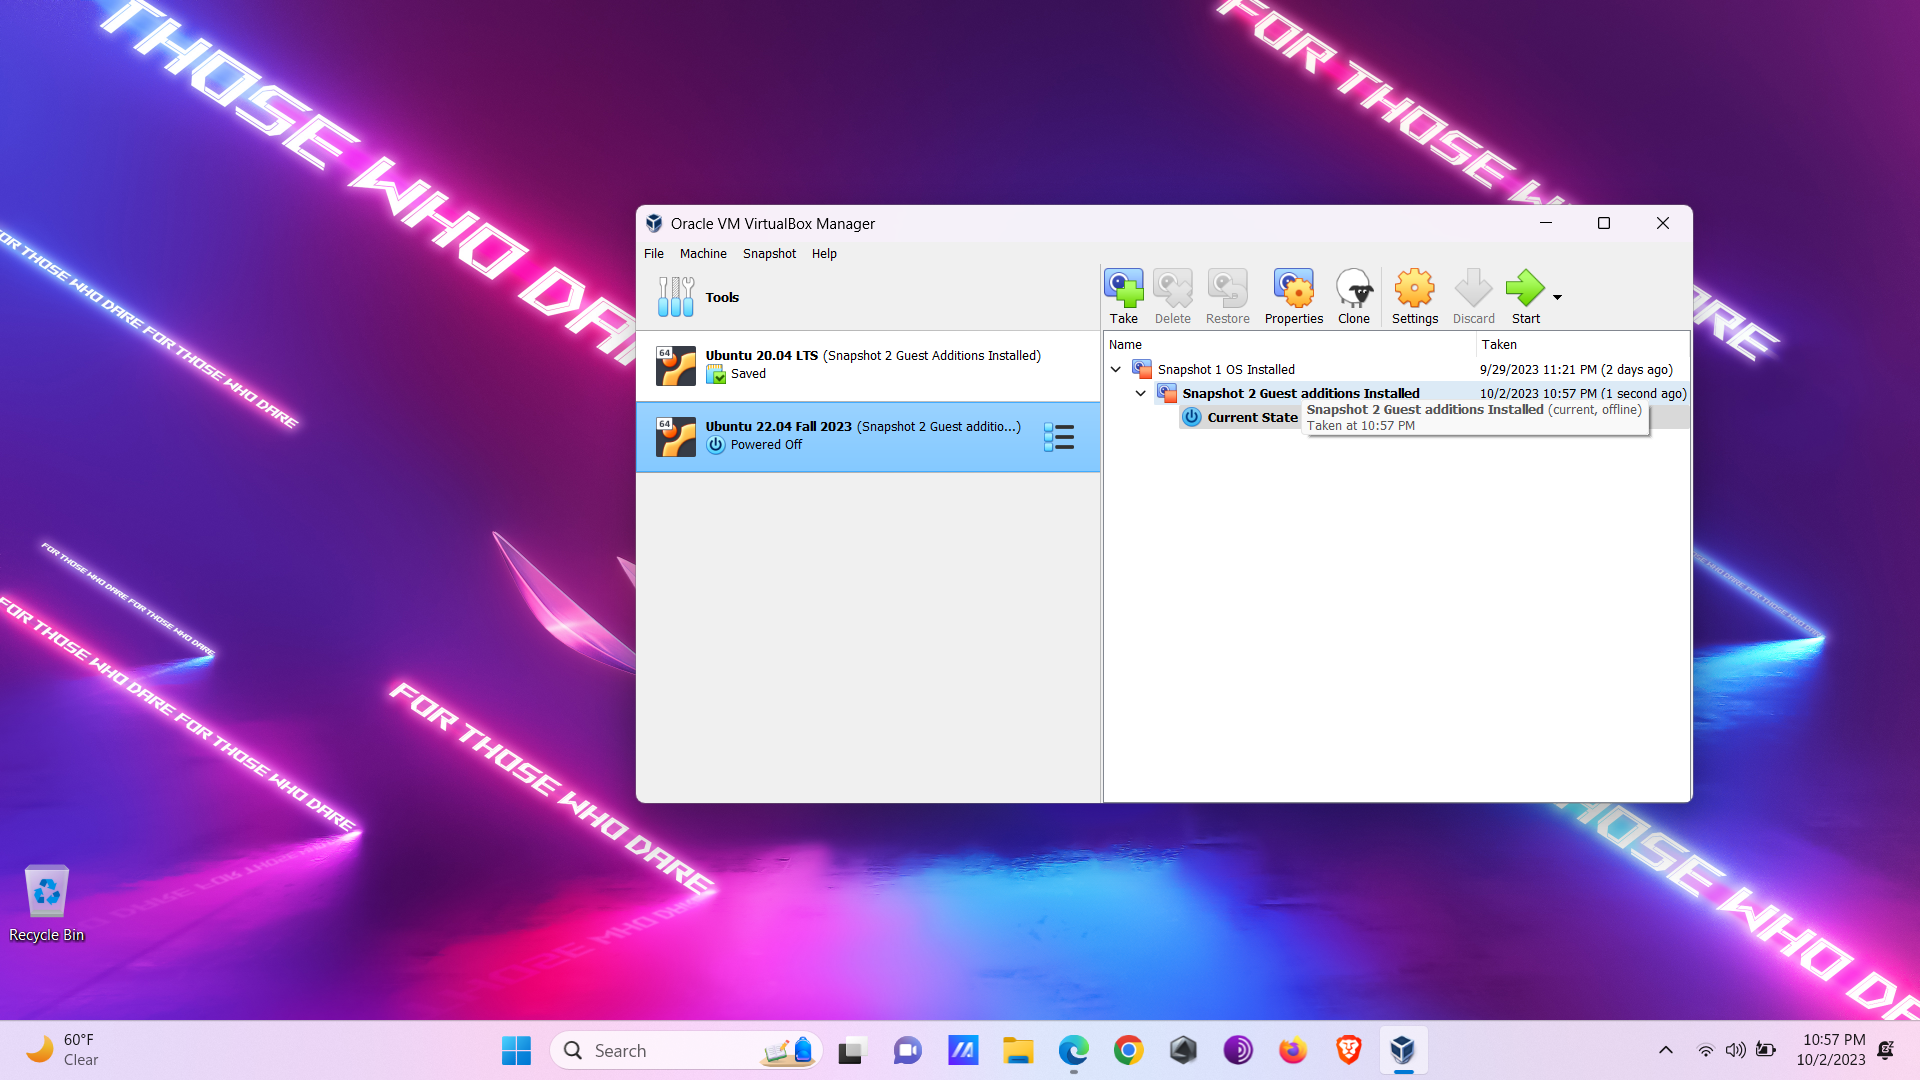 THOSE WHO DA
FOR THOSE W
RE
FOR THOSE WHO DARE FOR THOSE WHO DARE
FOR THOSE WHO DARE FOR THOSE WHO DARE
FOR THOSE WHO DARE FOR THOSE WHO DARE
FOR THOSE WHO DARE
HOSE WHO DA
Oracle VM VirtualBox Manager
File Machine Snapshot Help
Tools
Take Delete Restore Properties Clone Settings Discard Start
64
Ubuntu 20.04 LTS (Snapshot 2 Guest Additions Installed)
Saved
64
Ubuntu 22.04 Fall 2023 (Snapshot 2 Guest additio...)
Powered Off
Name Taken
Snapshot 1 OS Installed 9/29/2023 11:21 PM (2 days ago)
Snapshot 2 Guest additions Installed 10/2/2023 10:57 PM (1 second ago)
Current State
Snapshot 2 Guest additions Installed (current, offline)
Taken at 10:57 PM
Recycle Bin
60°F
Clear
Search
10:57 PM
10/2/2023